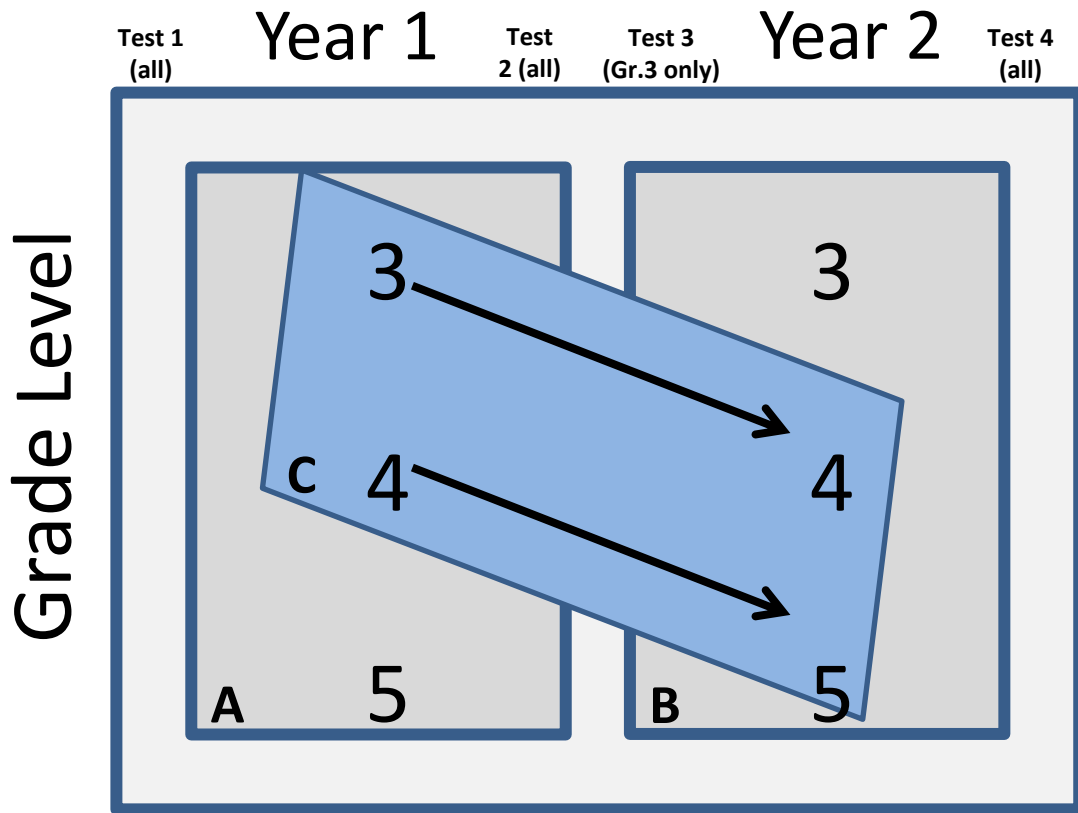 Test 1
(all)
Year 1
Test
2 (all)
Test 3
(Gr.3 only)
Year 2
Test 4
(all)
Grade Level
3
3
C
4
4
A
5
B
5